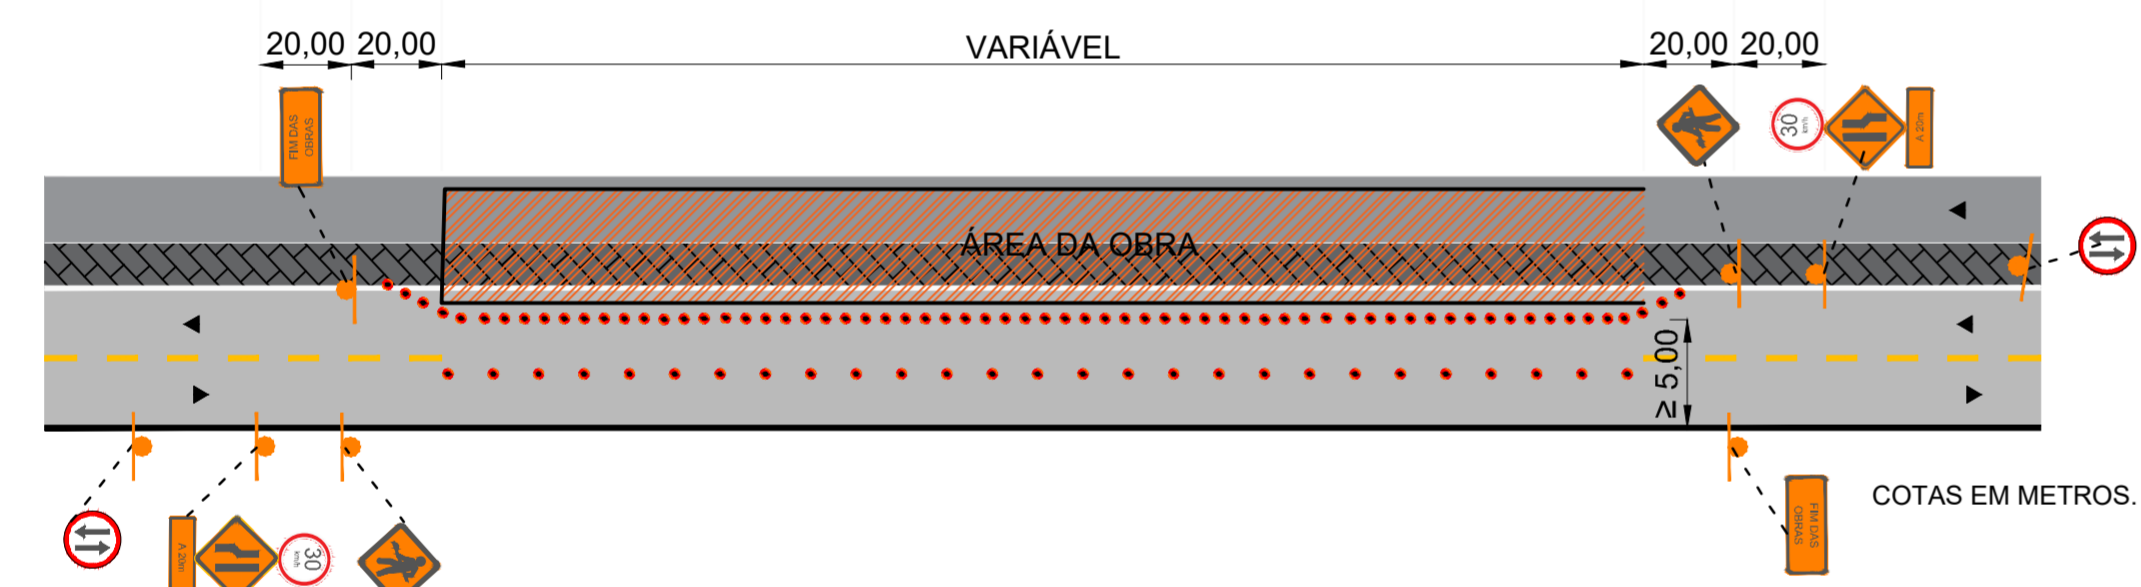 20,00 20,00 VARIÁVEL 20,00 20,00
FIM DAS
OBRAS
30
km/h
A 20m
ÁREA DA OBRA
≥ 5,00
COTAS EM METROS.
A 20m
30
km/h
FIM DAS
OBRAS